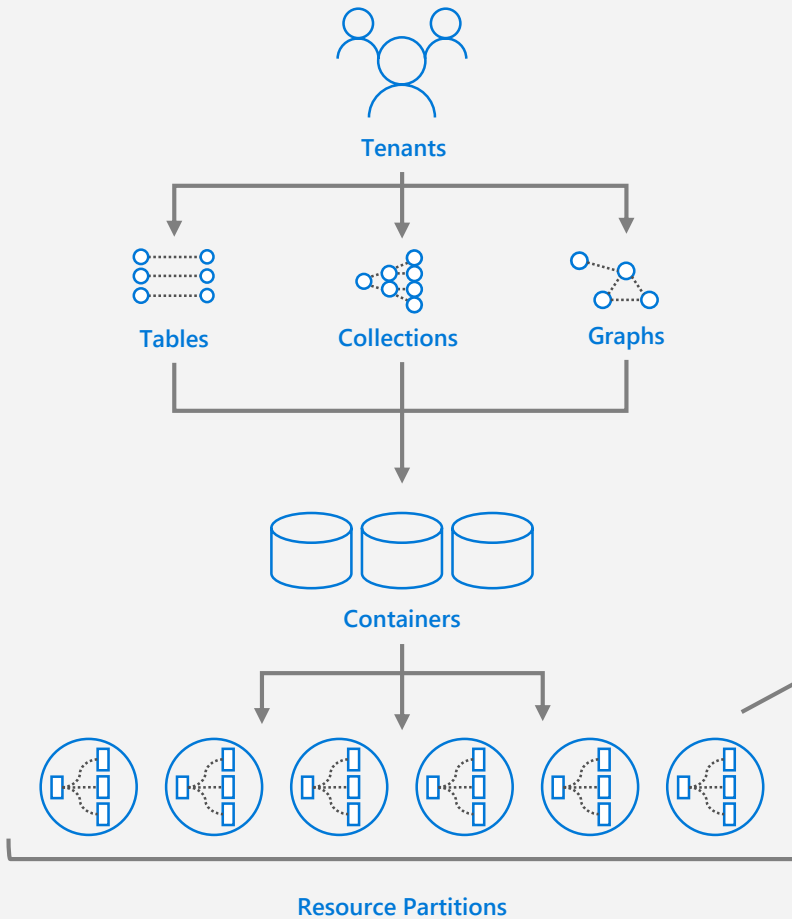 Tenants
Tables
Collections
Graphs
Containers
Resource Partitions